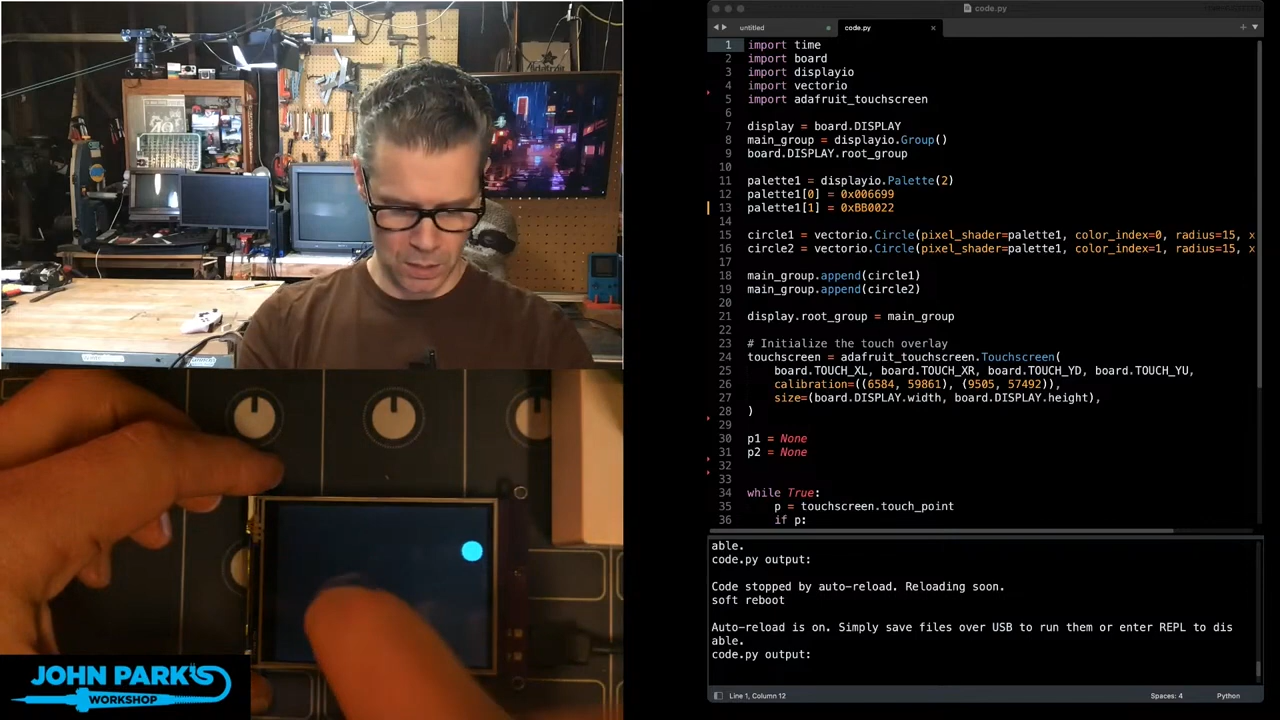 code.py
untitled
code.py
1 import time
2 import board
3 import displayio
4 import vectorio
5 import adafruit_touchscreen
6
7 display = board.DISPLAY
8 main_group = displayio.Group()
9 board.DISPLAY.root_group
10
11 palette1 = displayio.Palette(2)
12 palette1[0] = 0x006699
13 palette1[1] = 0xBB0022
14
15 circle1 = vectorio.Circle(pixel_shader=palette1, color_index=0, radius=15, x
16 circle2 = vectorio.Circle(pixel_shader=palette1, color_index=1, radius=15, x
17
18 main_group.append(circle1)
19 main_group.append(circle2)
20
21 display.root_group = main_group
22
23 # Initialize the touch overlay
24 touchscreen = adafruit_touchscreen.Touchscreen(
25 board.TOUCH_XL, board.TOUCH_XR, board.TOUCH_YD, board.TOUCH_YU,
26 calibration=((6584, 59861), (9505, 57492)),
27 size=(board.DISPLAY.width, board.DISPLAY.height),
28 )
29
30 p1 = None
31 p2 = None
32
33
34 while True:
35 p = touchscreen.touch_point
36 if p:
able.
code.py output:
Code stopped by auto-reload. Reloading soon.
soft reboot
Auto-reload is on. Simply save files over USB to run them or enter REPL to dis
able.
code.py output:
Line 1, Column 12
Spaces: 4
Python
JOHN PARK'S
WORKSHOP